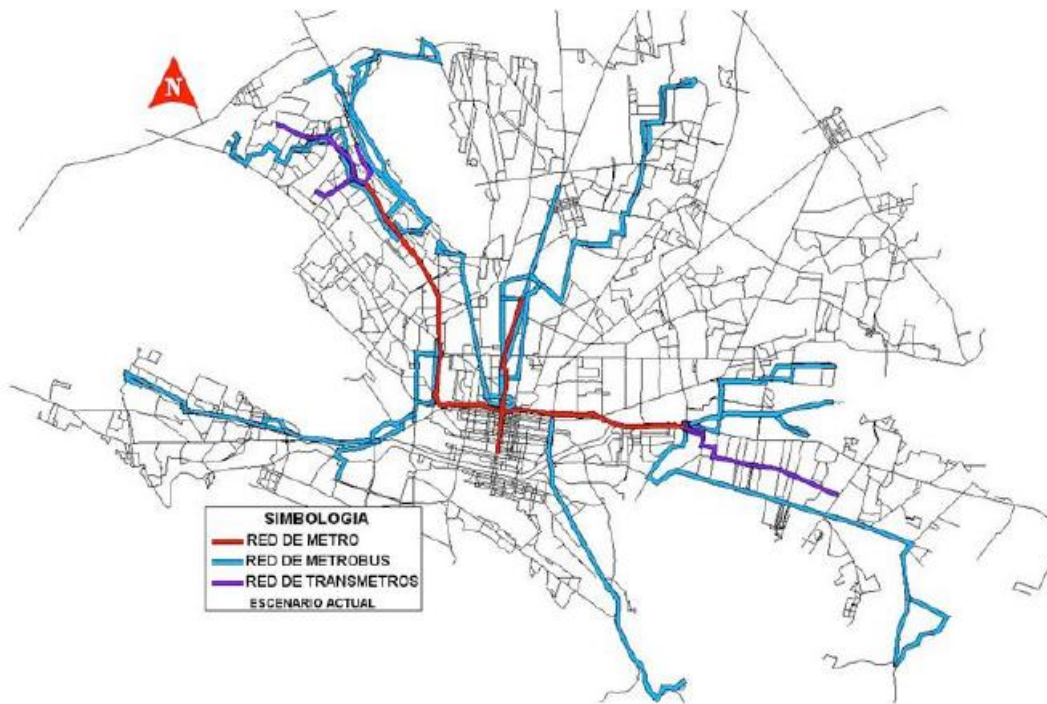 N
SIMBOLOGIA
RED DE METRO
RED DE METROBUS
RED DE TRANSMETROS
ESCENARIO ACTUAL